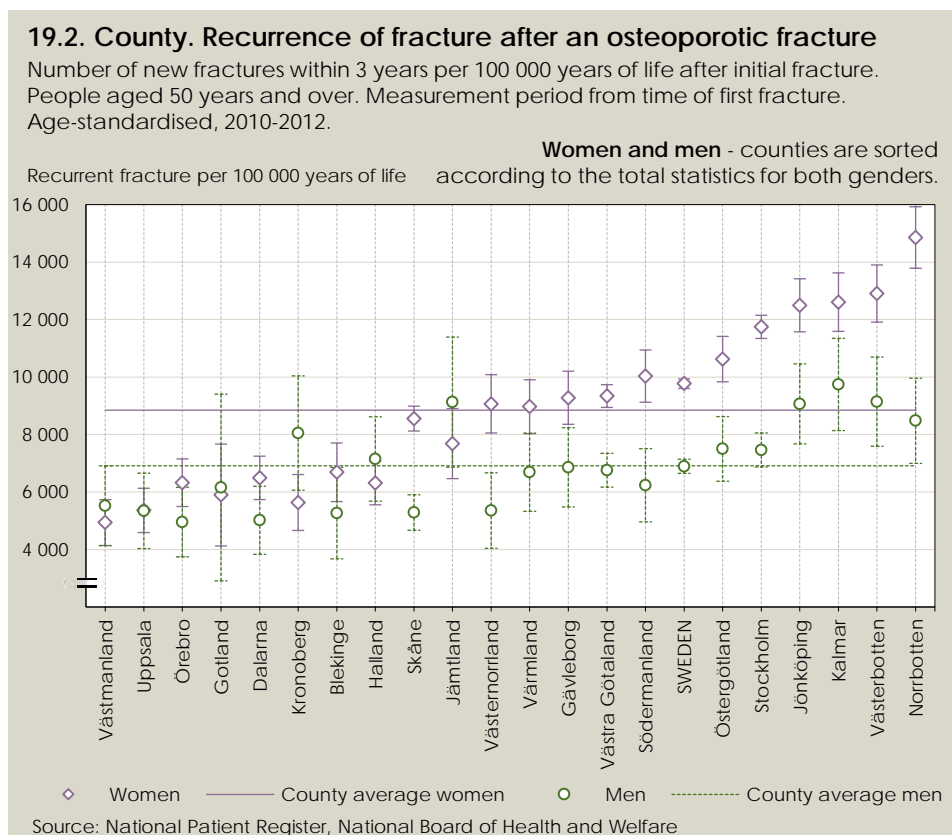 19.2. County. Recurrence of fracture after an osteoporotic fracture
Number of new fractures within 3 years per 100 000 years of life after initial fracture.
People aged 50 years and over. Measurement period from time of first fracture.
Age-standardised, 2010-2012.
Women and men - counties are sorted
according to the total statistics for both genders.
Recurrent fracture per 100 000 years of life
16 000
14 000
12 000
10 000
8 000
6 000
4 000
Västmanland
Uppsala
Örebro
Gotland
Dalarna
Kronoberg
Blekinge
Halland
Skåne
Jämtland
Västernorrland
Värmland
Gävleborg
Västra Götaland
Södermanland
SWEDEN
Östergötland
Stockholm
Jönköping
Kalmar
Västerbotten
Norrbotten
Women
County average women
Men
County average men
Source: National Patient Register, National Board of Health and Welfare